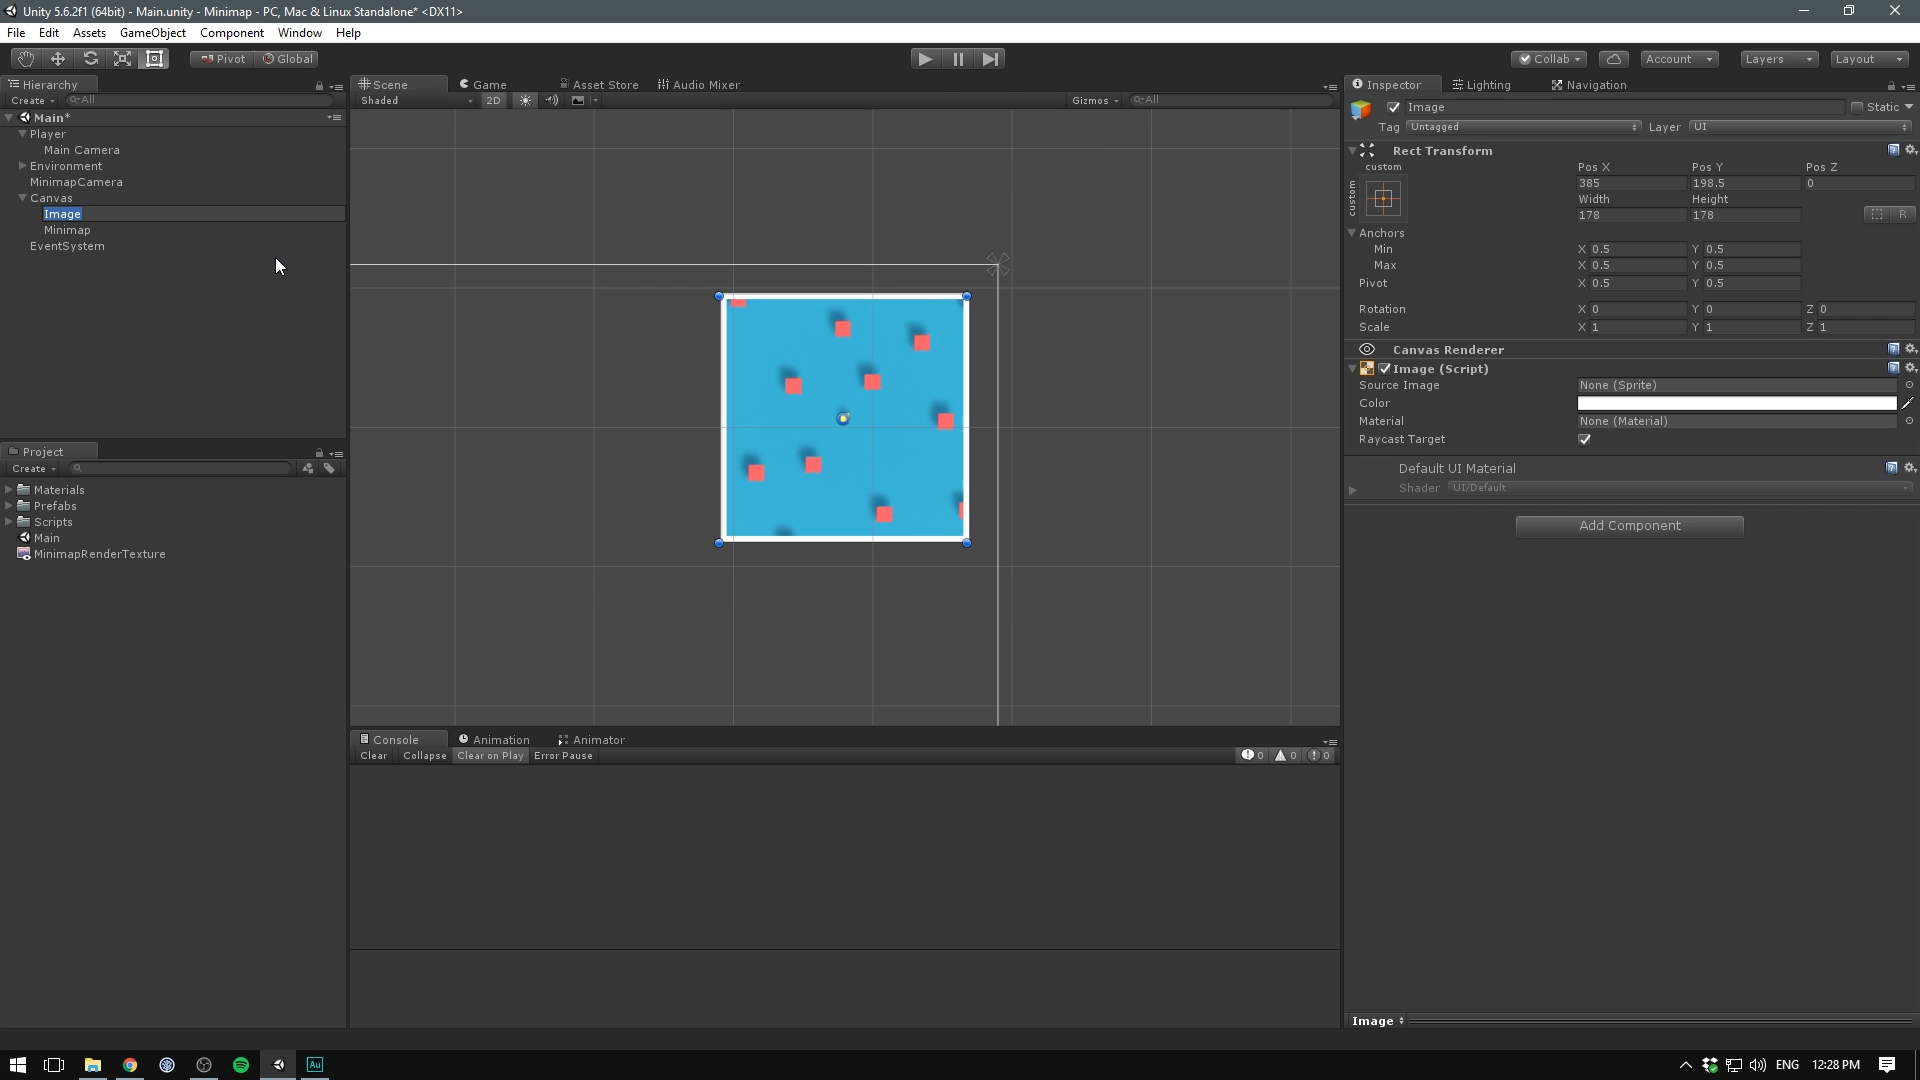 Unity 5.6.2f1 (64bit) - Main.unity - Minimap - PC, Mac & Linux Standalone* <DX11>
File Edit Assets GameObject Component Window Help
Pivot Global Collab Account Layers Layout
Hierarchy
Create All
Main*
Player
Main Camera
Environment
MinimapCamera
Canvas
Image
Minimap
EventSystem
Project
Create
Materials
Prefabs
Scripts
Main
MinimapRenderTexture
Scene Game Asset Store Audio Mixer
Shaded 2D Gizmos All
Console Animation Animator
Clear Collapse Clear on Play Error Pause 0 0 0
Inspector Lighting Navigation
Image Static
Tag Untagged Layer UI
Rect Transform
custom
custom
Pos X Pos Y Pos Z
385 198.5 0
Width Height
178 178 R
Anchors
Min X 0.5 Y 0.5
Max X 0.5 Y 0.5
Pivot X 0.5 Y 0.5
Rotation X 0 Y 0 Z 0
Scale X 1 Y 1 Z 1
Canvas Renderer
Image (Script)
Source Image None (Sprite)
Color
Material None (Material)
Raycast Target
Default UI Material
Shader UI/Default
Add Component
Image
Au ENG 12:28 PM